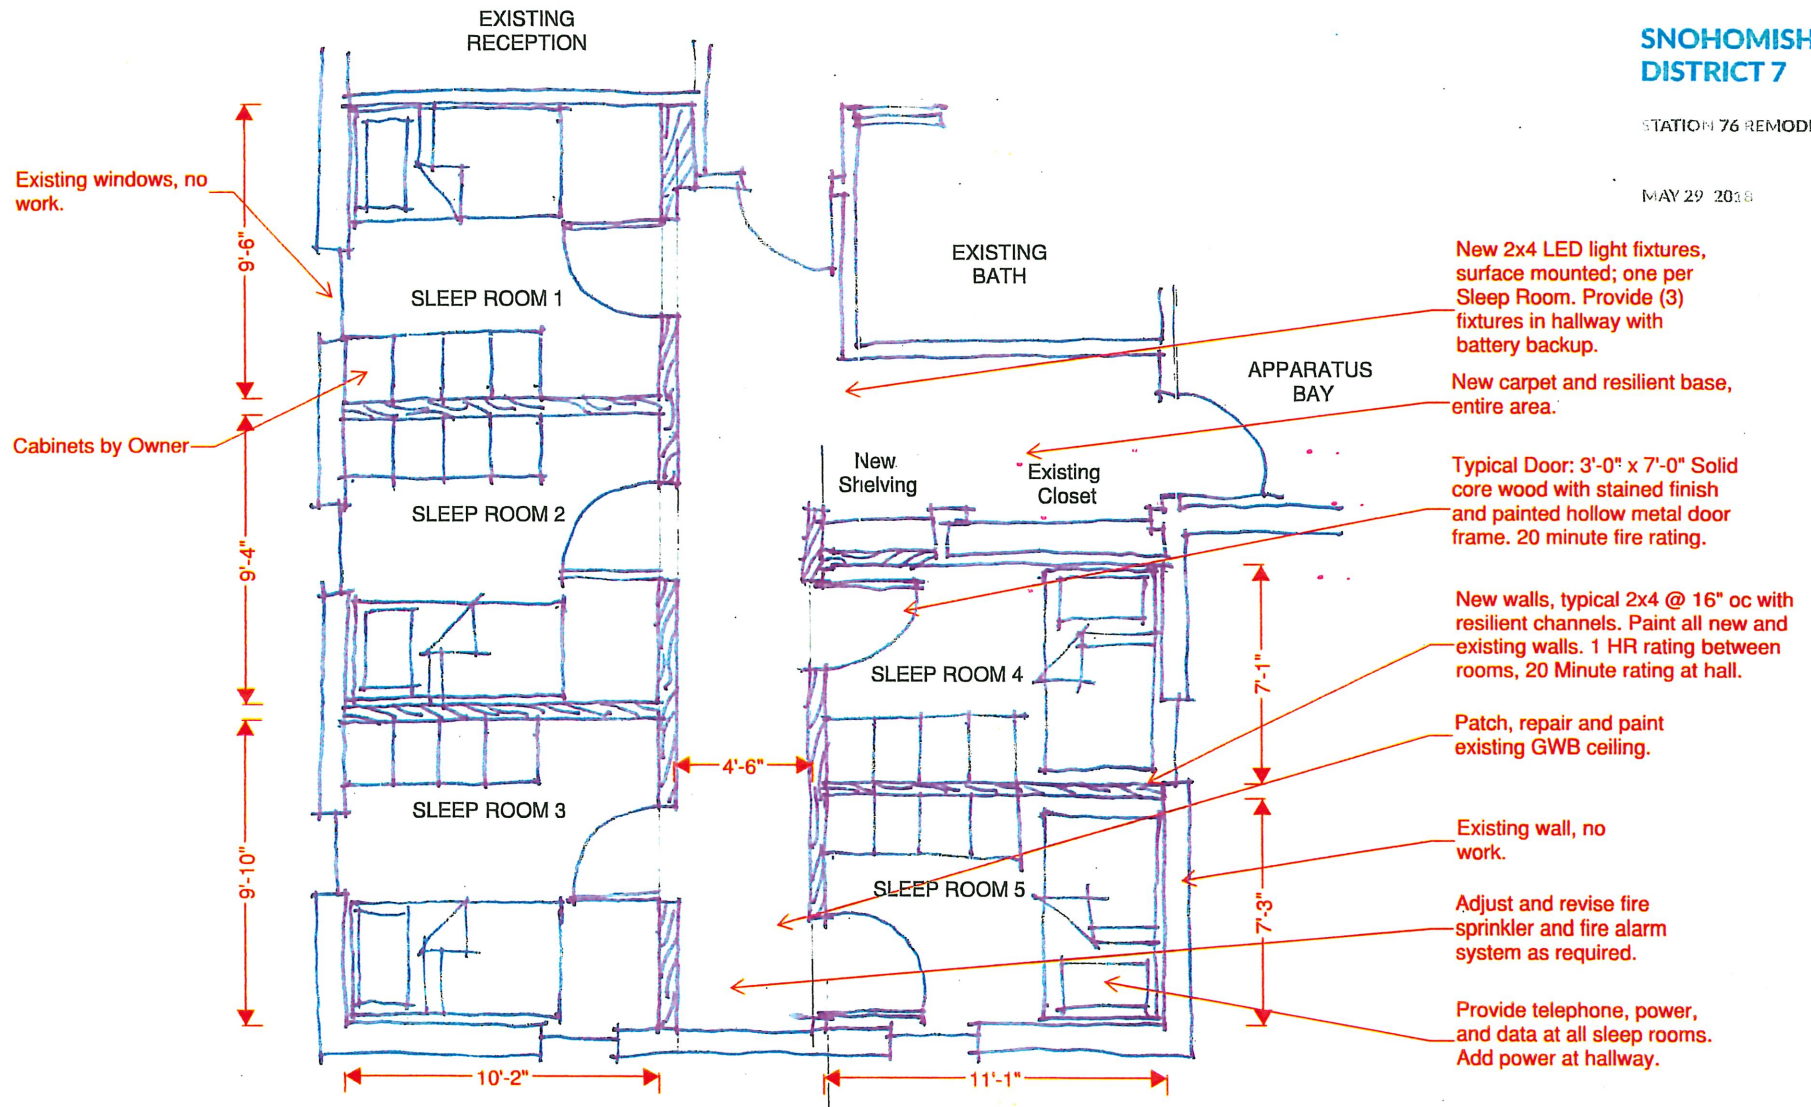 EXISTING
RECEPTION
SNOHOMISH
DISTRICT 7
STATION 76 REMOD
MAY 29 2018
Existing windows, no
work.
9'-6"
SLEEP ROOM 1
EXISTING
BATH
New 2x4 LED light fixtures,
surface mounted; one per
Sleep Room. Provide (3)
fixtures in hallway with
battery backup.
APPARATUS
BAY
New carpet and resilient base,
entire area.
Cabinets by Owner
New
Shelving
Existing
Closet
Typical Door: 3'-0" x 7'-0" Solid
core wood with stained finish
and painted hollow metal door
frame. 20 minute fire rating.
SLEEP ROOM 2
9'-4"
New walls, typical 2x4 @ 16" oc with
resilient channels. Paint all new and
existing walls. 1 HR rating between
rooms, 20 Minute rating at hall.
SLEEP ROOM 4
7'-1"
Patch, repair and paint
existing GWB ceiling.
4'-6"
SLEEP ROOM 3
9'-10"
Existing wall, no
work.
SLEEP ROOM 5
7'-3"
Adjust and revise fire
sprinkler and fire alarm
system as required.
Provide telephone, power,
and data at all sleep rooms.
Add power at hallway.
10'-2"
11'-1"